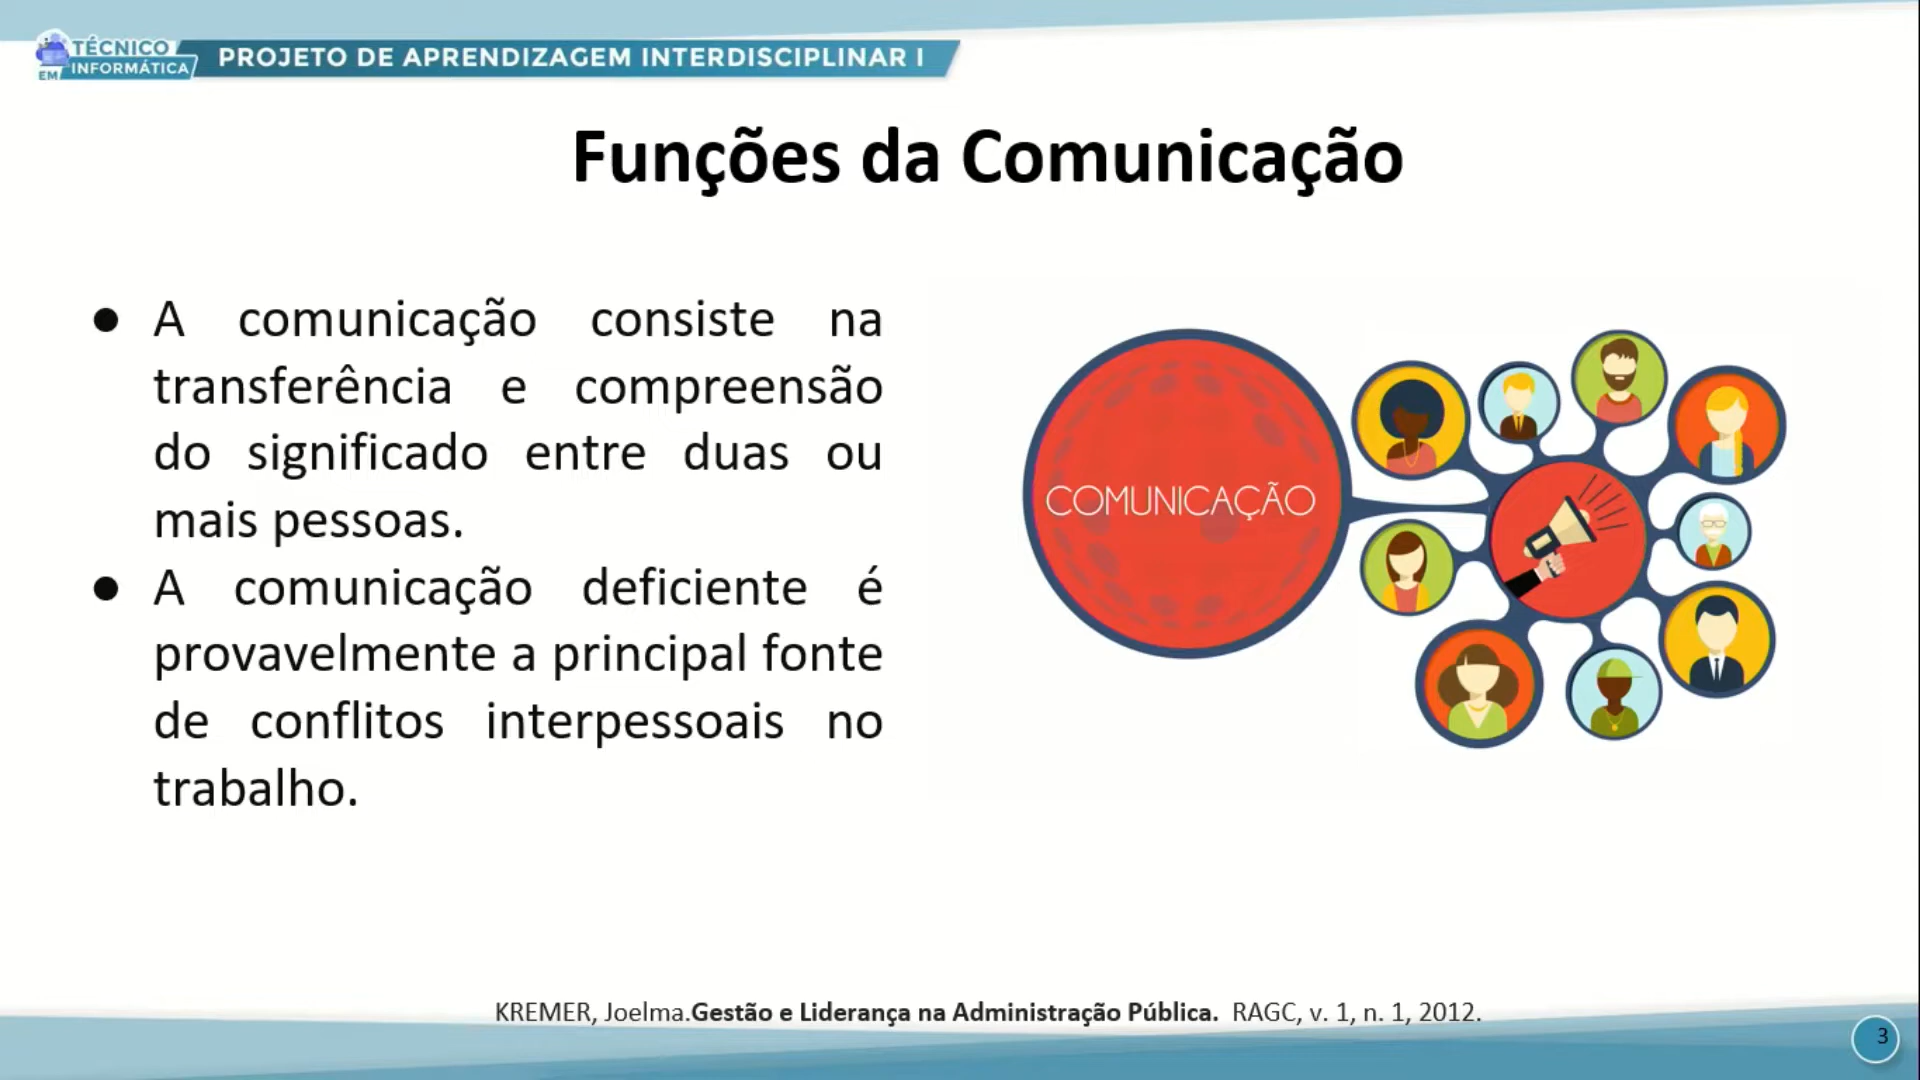 TÉCNICO
EM INFORMÁTICA
PROJETO DE APRENDIZAGEM INTERDISCIPLINAR I
Funções da Comunicação
● A comunicação consiste na
transferência e compreensão
do significado entre duas ou
mais pessoas.
● A comunicação deficiente é
provavelmente a principal fonte
de conflitos interpessoais no
trabalho.
COMUNICAÇÃO
KREMER, Joelma.Gestão e Liderança na Administração Pública. RAGC, v. 1, n. 1, 2012.
3